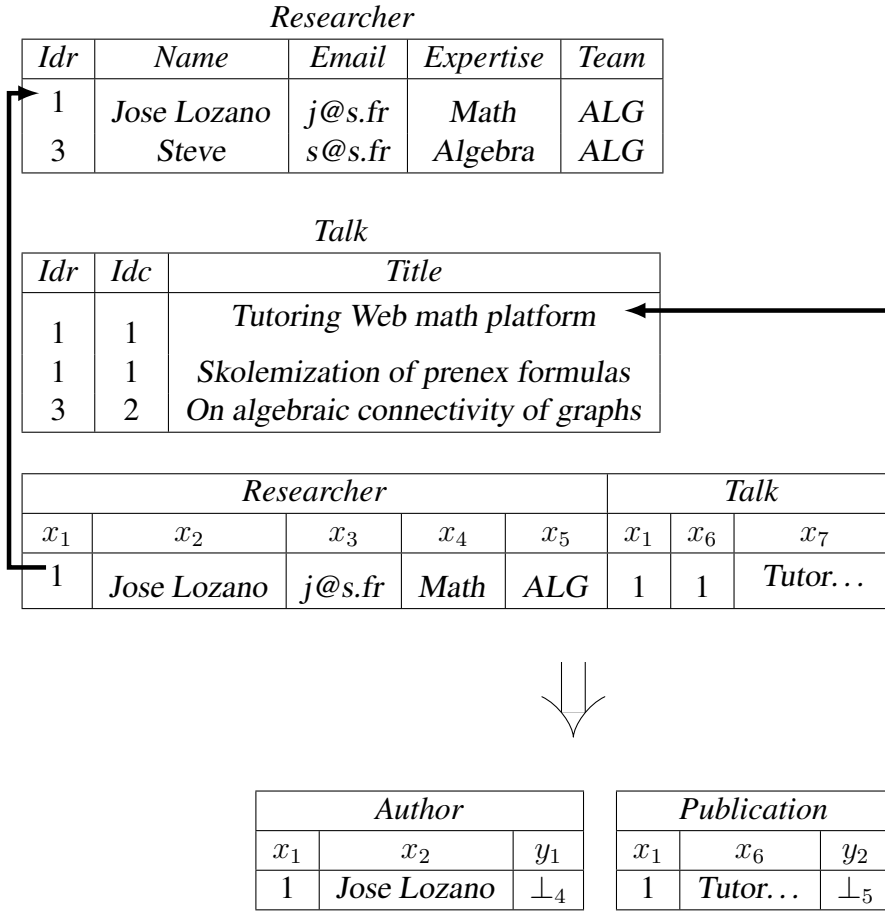 Researcher
Idr Name Email Expertise Team
1 Jose Lozano j@s.fr Math ALG
3 Steve s@s.fr Algebra ALG
Talk
Idr Idc Title
1 1 Tutoring Web math platform
1 1 Skolemization of prenex formulas
3 2 On algebraic connectivity of graphs
Researcher Talk
x₁ x₂ x₃ x₄ x₅ x₁ x₆ x₇
1 Jose Lozano j@s.fr Math ALG 1 1 Tutor...
Author Publication
x₁ x₂ y₁ x₁ x₆ y₂
1 Jose Lozano ⊥₄ 1 Tutor... ⊥₅